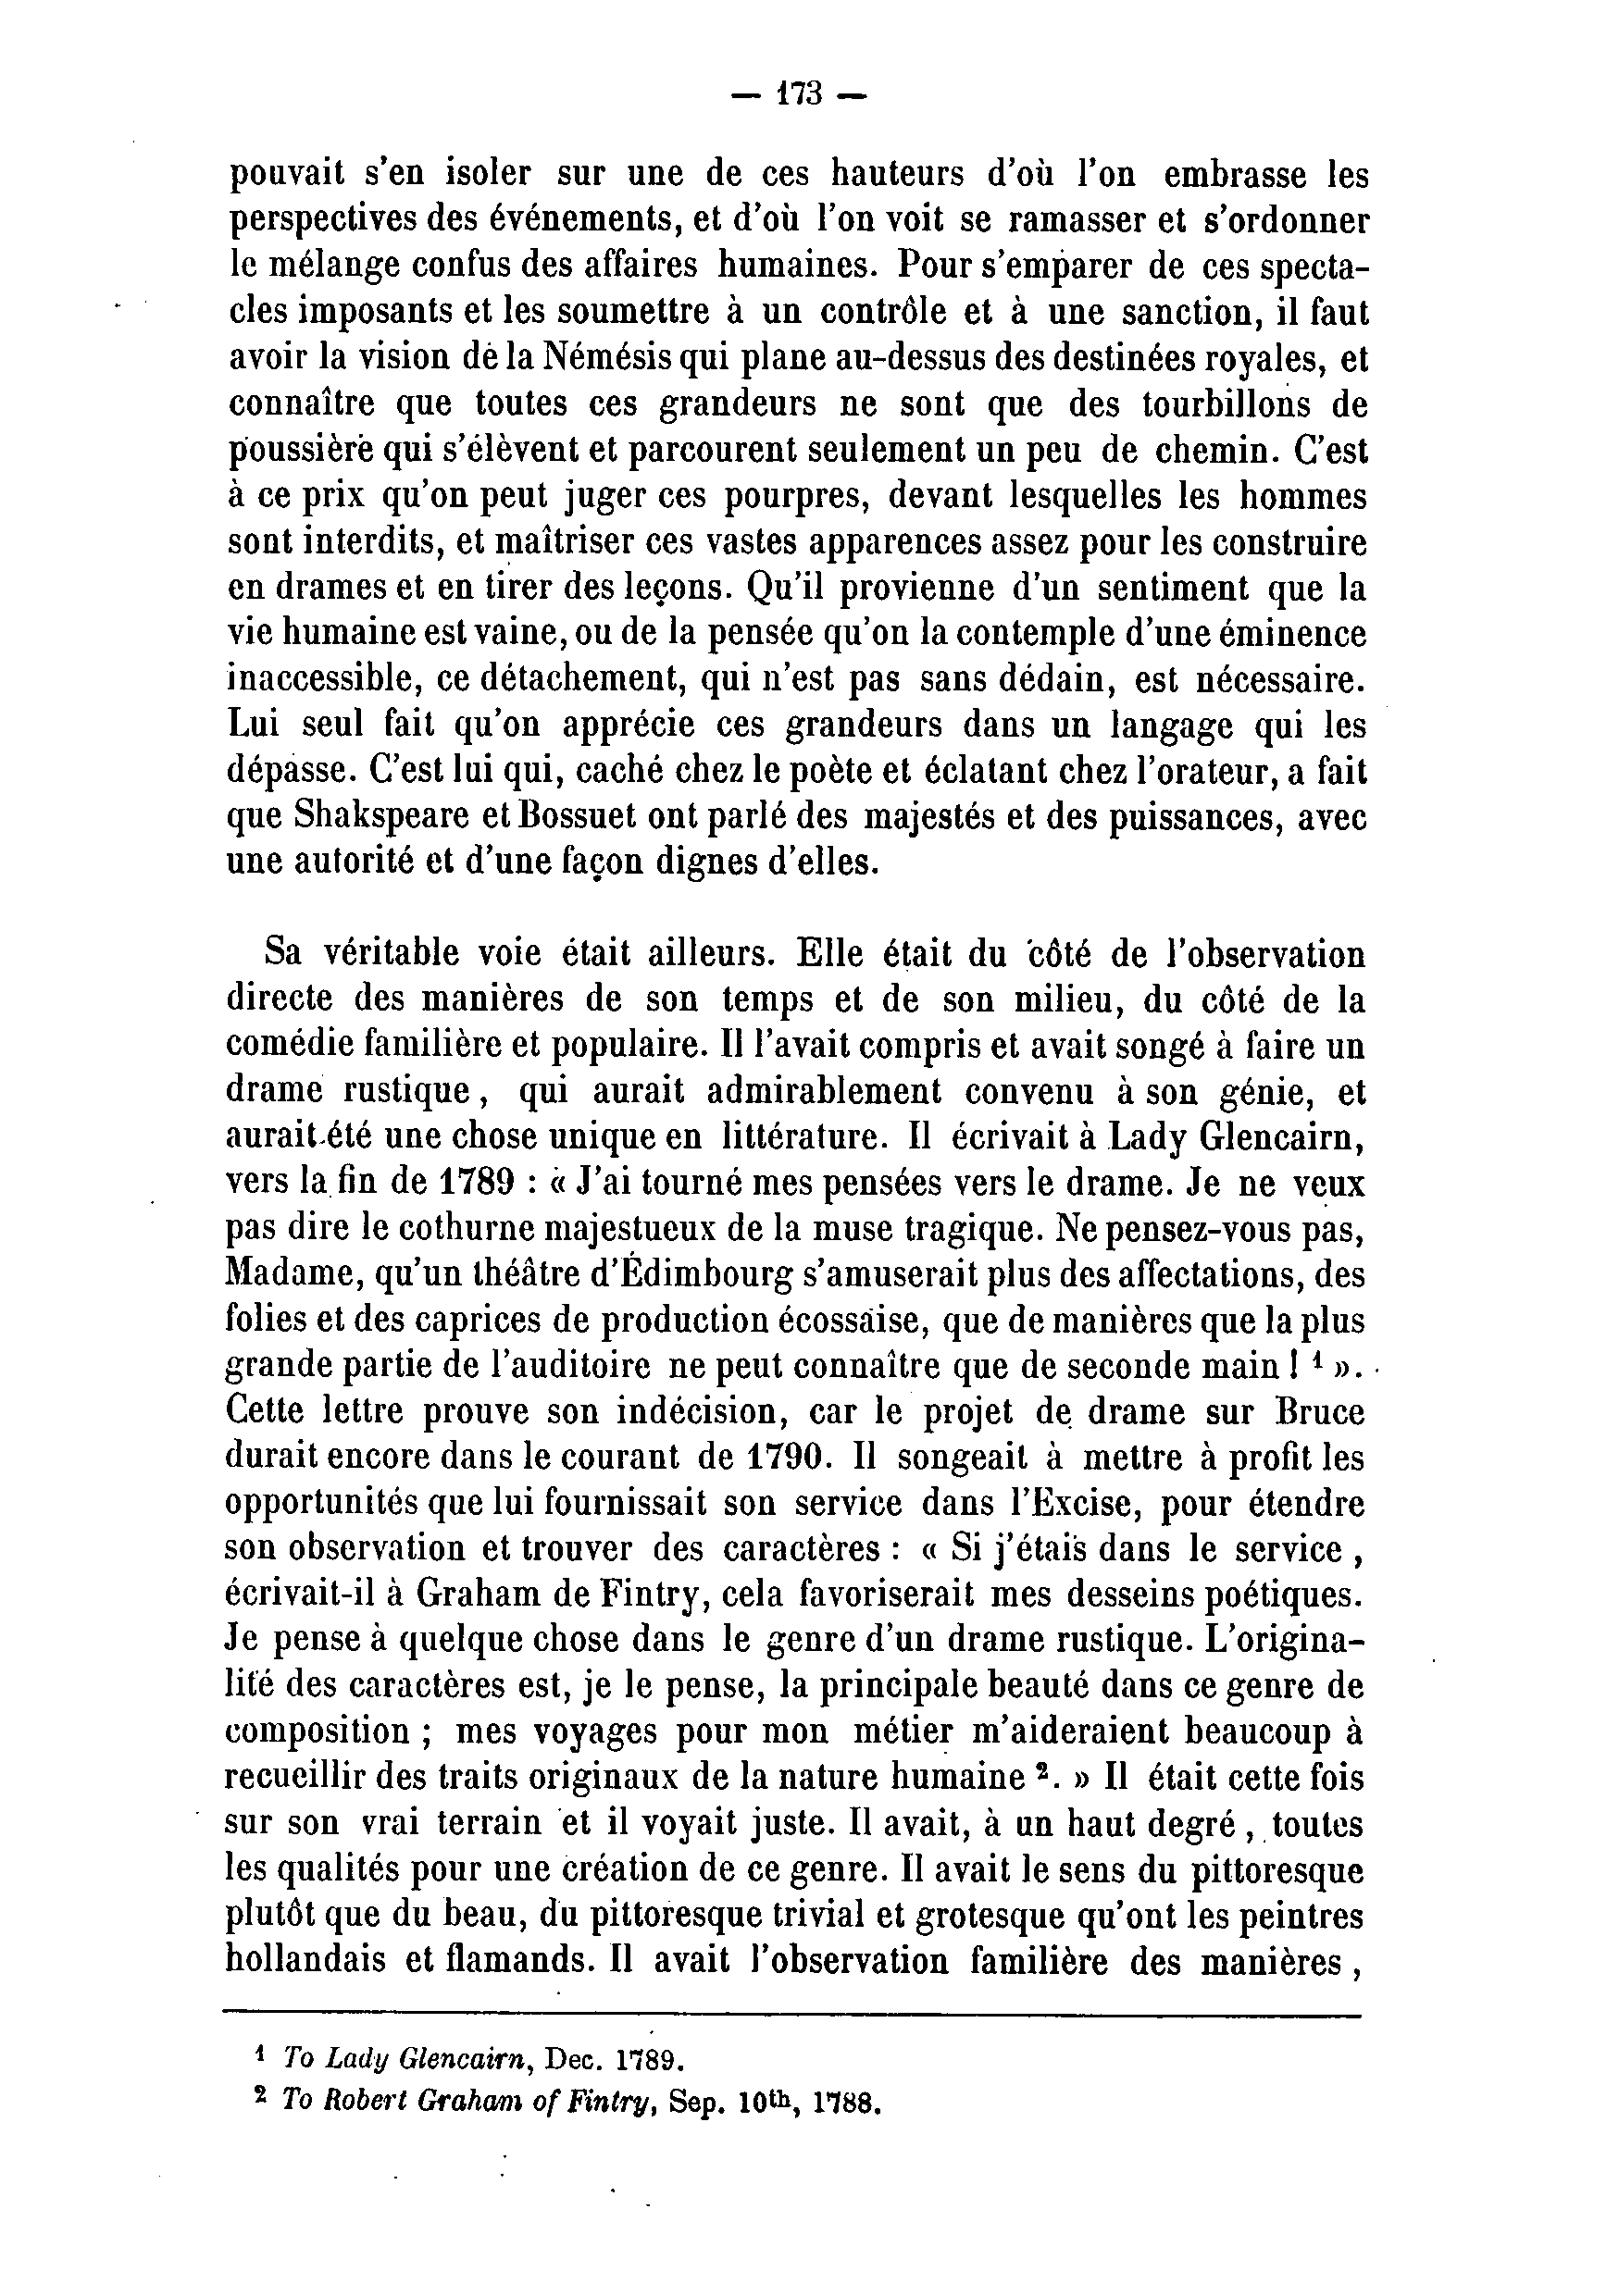 — 173 —
pouvait s'en isoler sur une de ces hauteurs d'où l'on embrasse les
perspectives des événements, et d'où l'on voit se ramasser et s'ordonner
le mélange confus des affaires humaines. Pour s'emparer de ces specta-
cles imposants et les soumettre à un contrôle et à une sanction, il faut
avoir la vision de la Némésis qui plane au-dessus des destinées royales, et
connaître que toutes ces grandeurs ne sont que des tourbillons de
poussière qui s'élèvent et parcourent seulement un peu de chemin. C'est
à ce prix qu'on peut juger ces pourpres, devant lesquelles les hommes
sont interdits, et maîtriser ces vastes apparences assez pour les construire
en drames et en tirer des leçons. Qu'il provienne d'un sentiment que la
vie humaine est vaine, ou de la pensée qu'on la contemple d'une éminence
inaccessible, ce détachement, qui n'est pas sans dédain, est nécessaire.
Lui seul fait qu'on apprécie ces grandeurs dans un langage qui les
dépasse. C'est lui qui, caché chez le poète et éclatant chez l'orateur, a fait
que Shakspeare et Bossuet ont parlé des majestés et des puissances, avec
une autorité et d'une façon dignes d'elles.
Sa véritable voie était ailleurs. Elle était du côté de l'observation
directe des manières de son temps et de son milieu, du côté de la
comédie familière et populaire. Il l'avait compris et avait songé à faire un
drame rustique, qui aurait admirablement convenu à son génie, et
aurait été une chose unique en littérature. Il écrivait à Lady Glencairn,
vers la fin de 1789 : « J'ai tourné mes pensées vers le drame. Je ne veux
pas dire le cothurne majestueux de la muse tragique. Ne pensez-vous pas,
Madame, qu'un théâtre d'Édimbourg s'amuserait plus des affectations, des
folies et des caprices de production écossaise, que de manières que la plus
grande partie de l'auditoire ne peut connaître que de seconde main ! ¹ ».
Cette lettre prouve son indécision, car le projet de drame sur Bruce
durait encore dans le courant de 1790. Il songeait à mettre à profit les
opportunités que lui fournissait son service dans l'Excise, pour étendre
son observation et trouver des caractères : « Si j'étais dans le service ,
écrivait-il à Graham de Fintry, cela favoriserait mes desseins poétiques.
Je pense à quelque chose dans le genre d'un drame rustique. L'origina-
lité des caractères est, je le pense, la principale beauté dans ce genre de
composition ; mes voyages pour mon métier m'aideraient beaucoup à
recueillir des traits originaux de la nature humaine ². » Il était cette fois
sur son vrai terrain et il voyait juste. Il avait, à un haut degré , toutes
les qualités pour une création de ce genre. Il avait le sens du pittoresque
plutôt que du beau, du pittoresque trivial et grotesque qu'ont les peintres
hollandais et flamands. Il avait l'observation familière des manières ,
¹ To Lady Glencairn, Dec. 1789.
² To Robert Graham of Fintry, Sep. 10th, 1788.